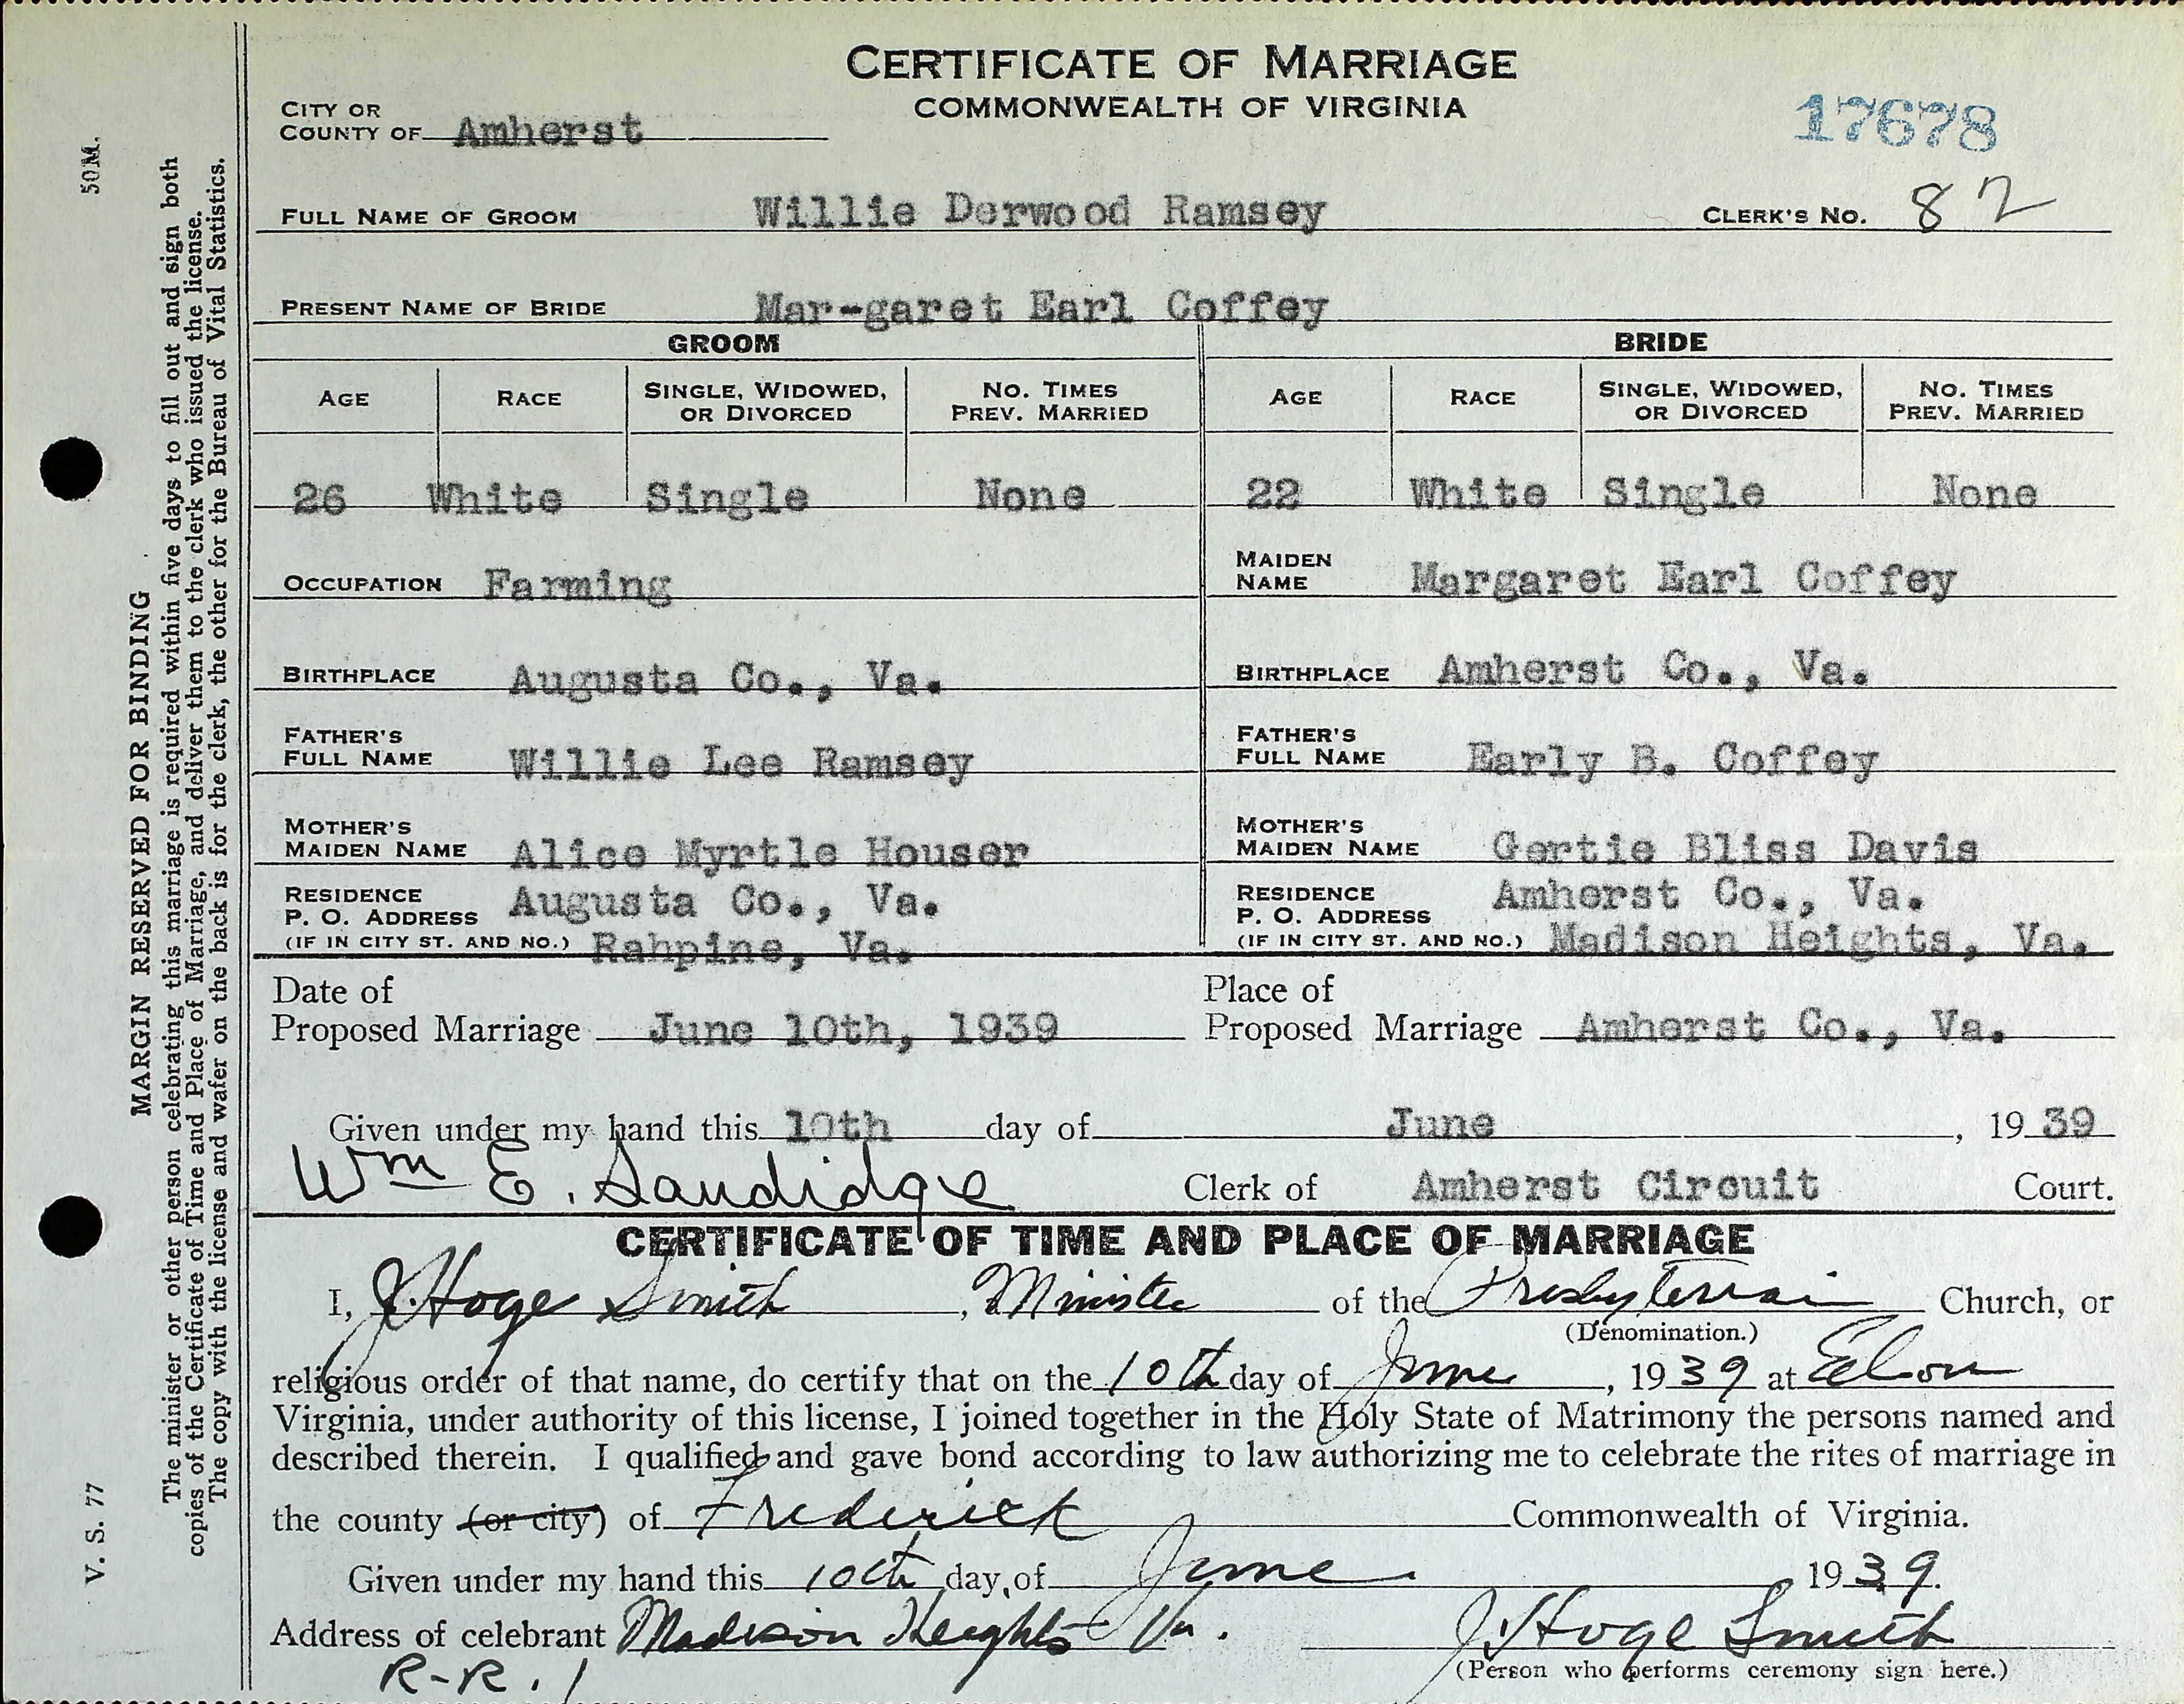 CERTIFICATE OF MARRIAGE
COMMONWEALTH OF VIRGINIA
CITY OR
COUNTY OF Amherst
17678
FULL NAME OF GROOM Willie Derwood Ramsey CLERK'S NO. 82
PRESENT NAME OF BRIDE Mar-garet Earl Coffey
GROOM BRIDE
AGE RACE SINGLE, WIDOWED, OR DIVORCED NO. TIMES PREV. MARRIED AGE RACE SINGLE, WIDOWED, OR DIVORCED NO. TIMES PREV. MARRIED
26 White Single None 22 White Single None
OCCUPATION Farming MAIDEN NAME Margaret Earl Coffey
BIRTHPLACE Augusta Co., Va. BIRTHPLACE Amherst Co., Va.
FATHER'S FULL NAME Willie Lee Ramsey FATHER'S FULL NAME Early B. Coffey
MOTHER'S MAIDEN NAME Alice Myrtle Houser MOTHER'S MAIDEN NAME Gertie Bliss Davis
RESIDENCE Augusta Co., Va. RESIDENCE Amherst Co., Va.
P. O. ADDRESS P. O. ADDRESS
(IF IN CITY ST. AND NO.) Rahpine, Va. (IF IN CITY ST. AND NO.) Madison Heights, Va.
Date of Place of
Proposed Marriage June 10th, 1939 Proposed Marriage Amherst Co., Va.
Given under my hand this 10th day of June, 1939
Wm E. Sandidge Clerk of Amherst Circuit Court.
CERTIFICATE OF TIME AND PLACE OF MARRIAGE
I, J. Hoge Smith, Minister of the Presbyterian Church, or
(Denomination.)
religious order of that name, do certify that on the 10th day of June, 1939 at Elon
Virginia, under authority of this license, I joined together in the Holy State of Matrimony the persons named and
described therein. I qualified and gave bond according to law authorizing me to celebrate the rites of marriage in
the county (or city) of Frederick Commonwealth of Virginia.
Given under my hand this 10th day of June 1939.
Address of celebrant Madison Heights Va. J. Hoge Smith
R-R. 1 (Person who performs ceremony sign here.)
50M.
V. S. 77
MARGIN RESERVED FOR BINDING
The minister or other person celebrating this marriage is required within five days to fill out and sign both
copies of the Certificate of Time and Place of Marriage, and deliver them to the clerk who issued the license.
The copy with the license and wafer on the back is for the clerk, the other for the Bureau of Vital Statistics.